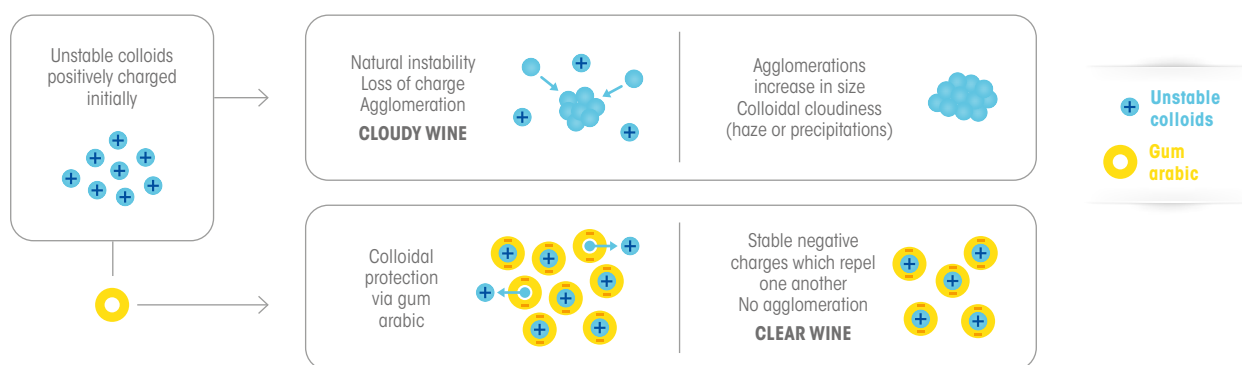 Unstable colloids
positively charged
initially
Natural instability
Loss of charge
Agglomeration
CLOUDY WINE
Agglomerations
increase in size
Colloidal cloudiness
(haze or precipitations)
Unstable
colloids
Gum
arabic
Colloidal
protection
via gum
arabic
Stable negative
charges which repel
one another
No agglomeration
CLEAR WINE